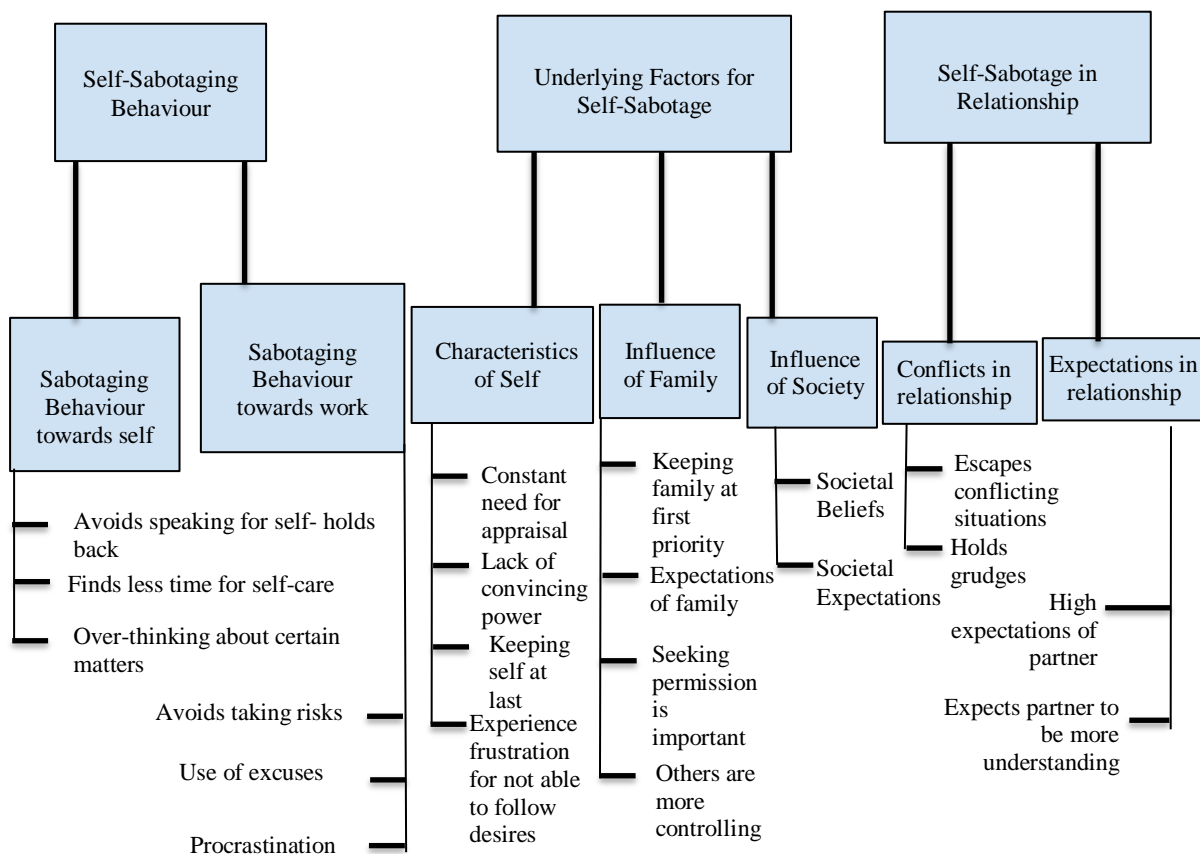 Self-Sabotaging
Behaviour
Underlying Factors for
Self-Sabotage
Self-Sabotage in
Relationship
Sabotaging
Behaviour
towards self
Sabotaging
Behaviour
towards work
Characteristics
of Self
Influence
of Family
Influence
of Society
Conflicts in
relationship
Expectations in
relationship
Avoids speaking for self- holds
back
Finds less time for self-care
Over-thinking about certain
matters
Avoids taking risks
Use of excuses
Procrastination
Constant
need for
appraisal
Lack of
convincing
power
Keeping
self at
last
Experience
frustration
for not able
to follow
desires
Keeping
family at
first
priority
Expectations
of family
Seeking
permission
is
important
Others are
more
controlling
Societal
Beliefs
Societal
Expectations
Escapes
conflicting
situations
Holds
grudges
High
expectations of
partner
Expects partner to
be more
understanding